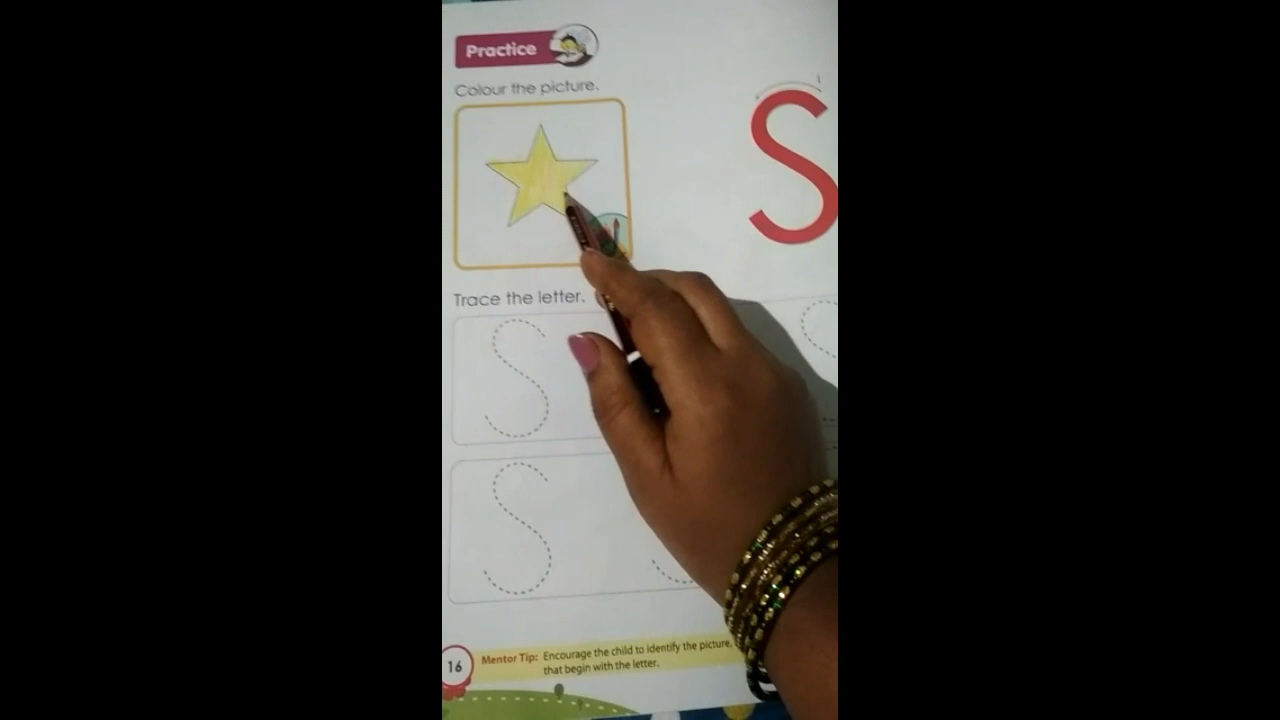 Practice
Colour the picture.
S
Trace the letter.
S
S
16
Mentor Tip: Encourage the child to identify the picture,
that begin with the letter.